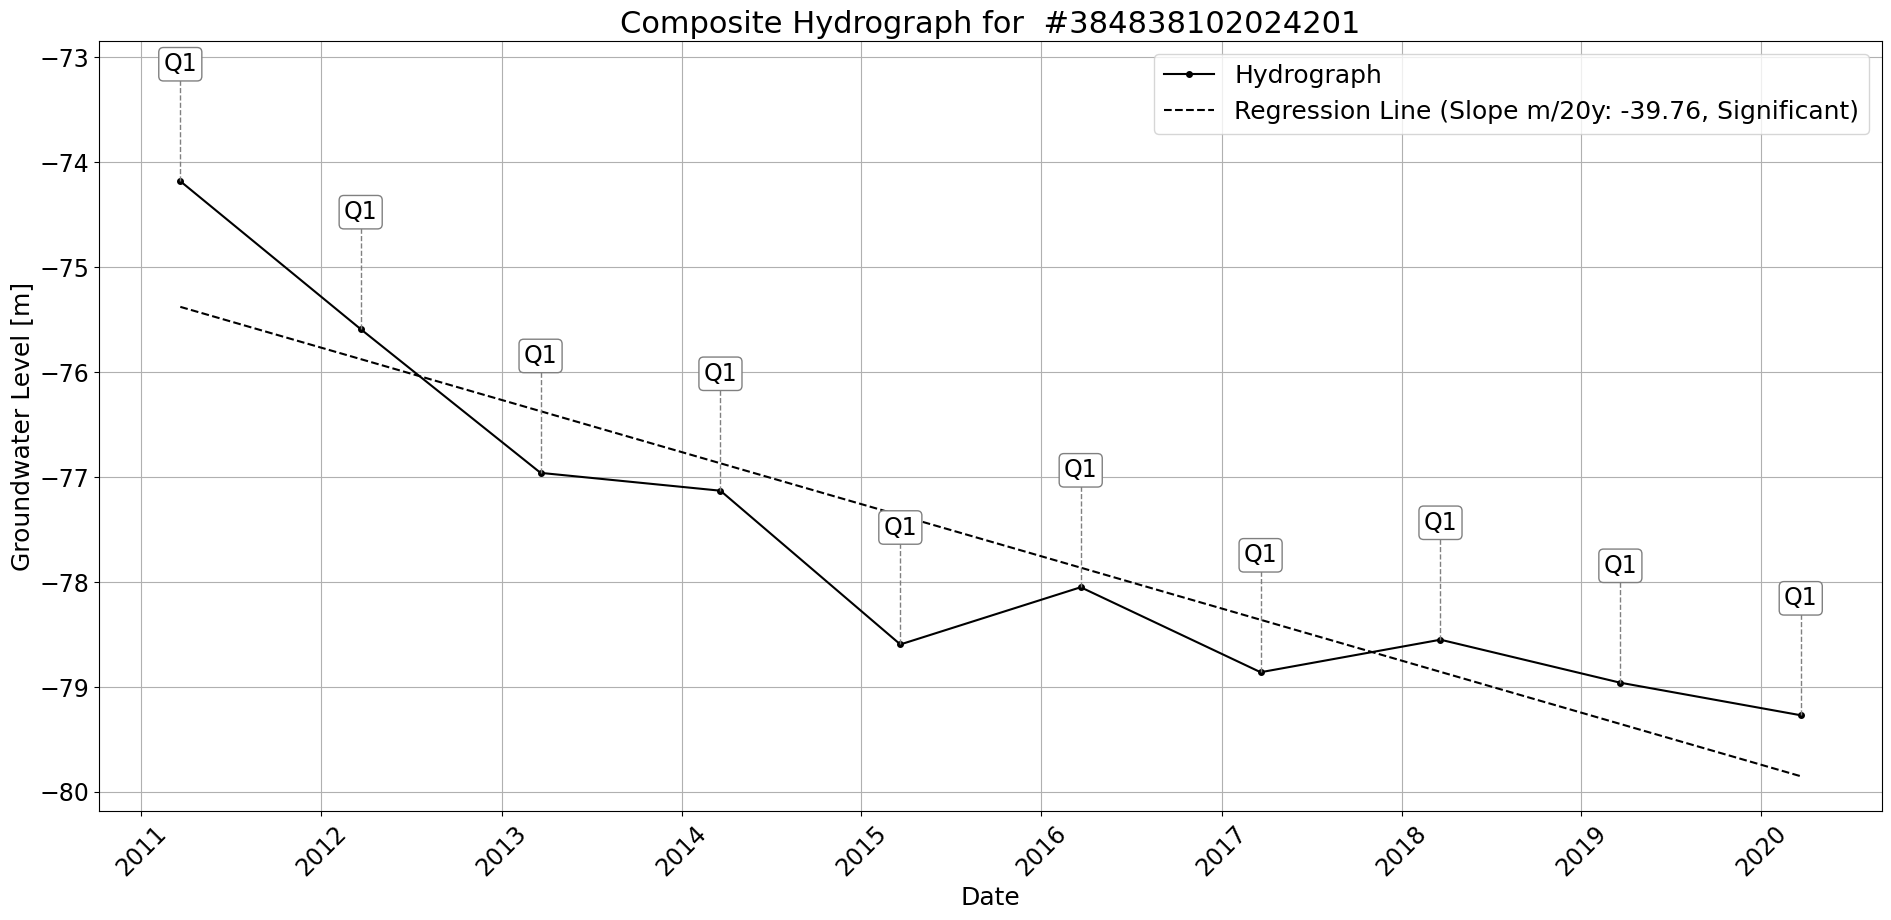 Composite Hydrograph for  #384838102024201
Hydrograph
Regression Line (Slope m/20y: -39.76, Significant)
Groundwater Level [m]
−73
−74
−75
−76
−77
−78
−79
−80
Q1
Q1
Q1
Q1
Q1
Q1
Q1
Q1
Q1
Q1
2011
2012
2013
2014
2015
2016
2017
2018
2019
2020
Date